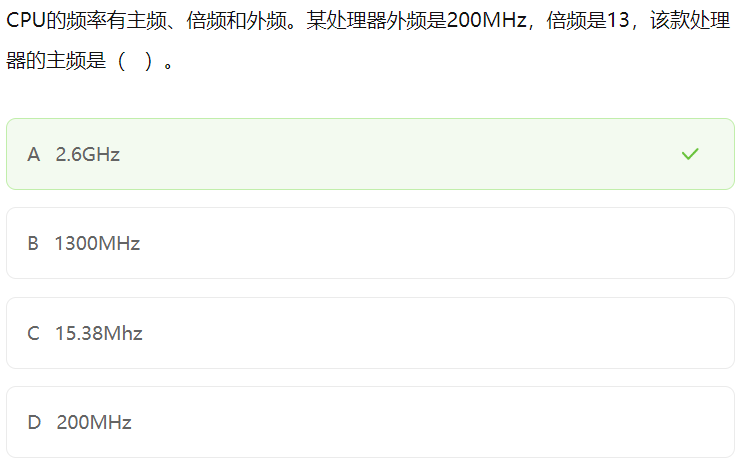 CPU的频率有主频、倍频和外频。某处理器外频是200MHz，倍频是13，该款处理
器的主频是（　）。
A 2.6GHz
B 1300MHz
C 15.38Mhz
D 200MHz